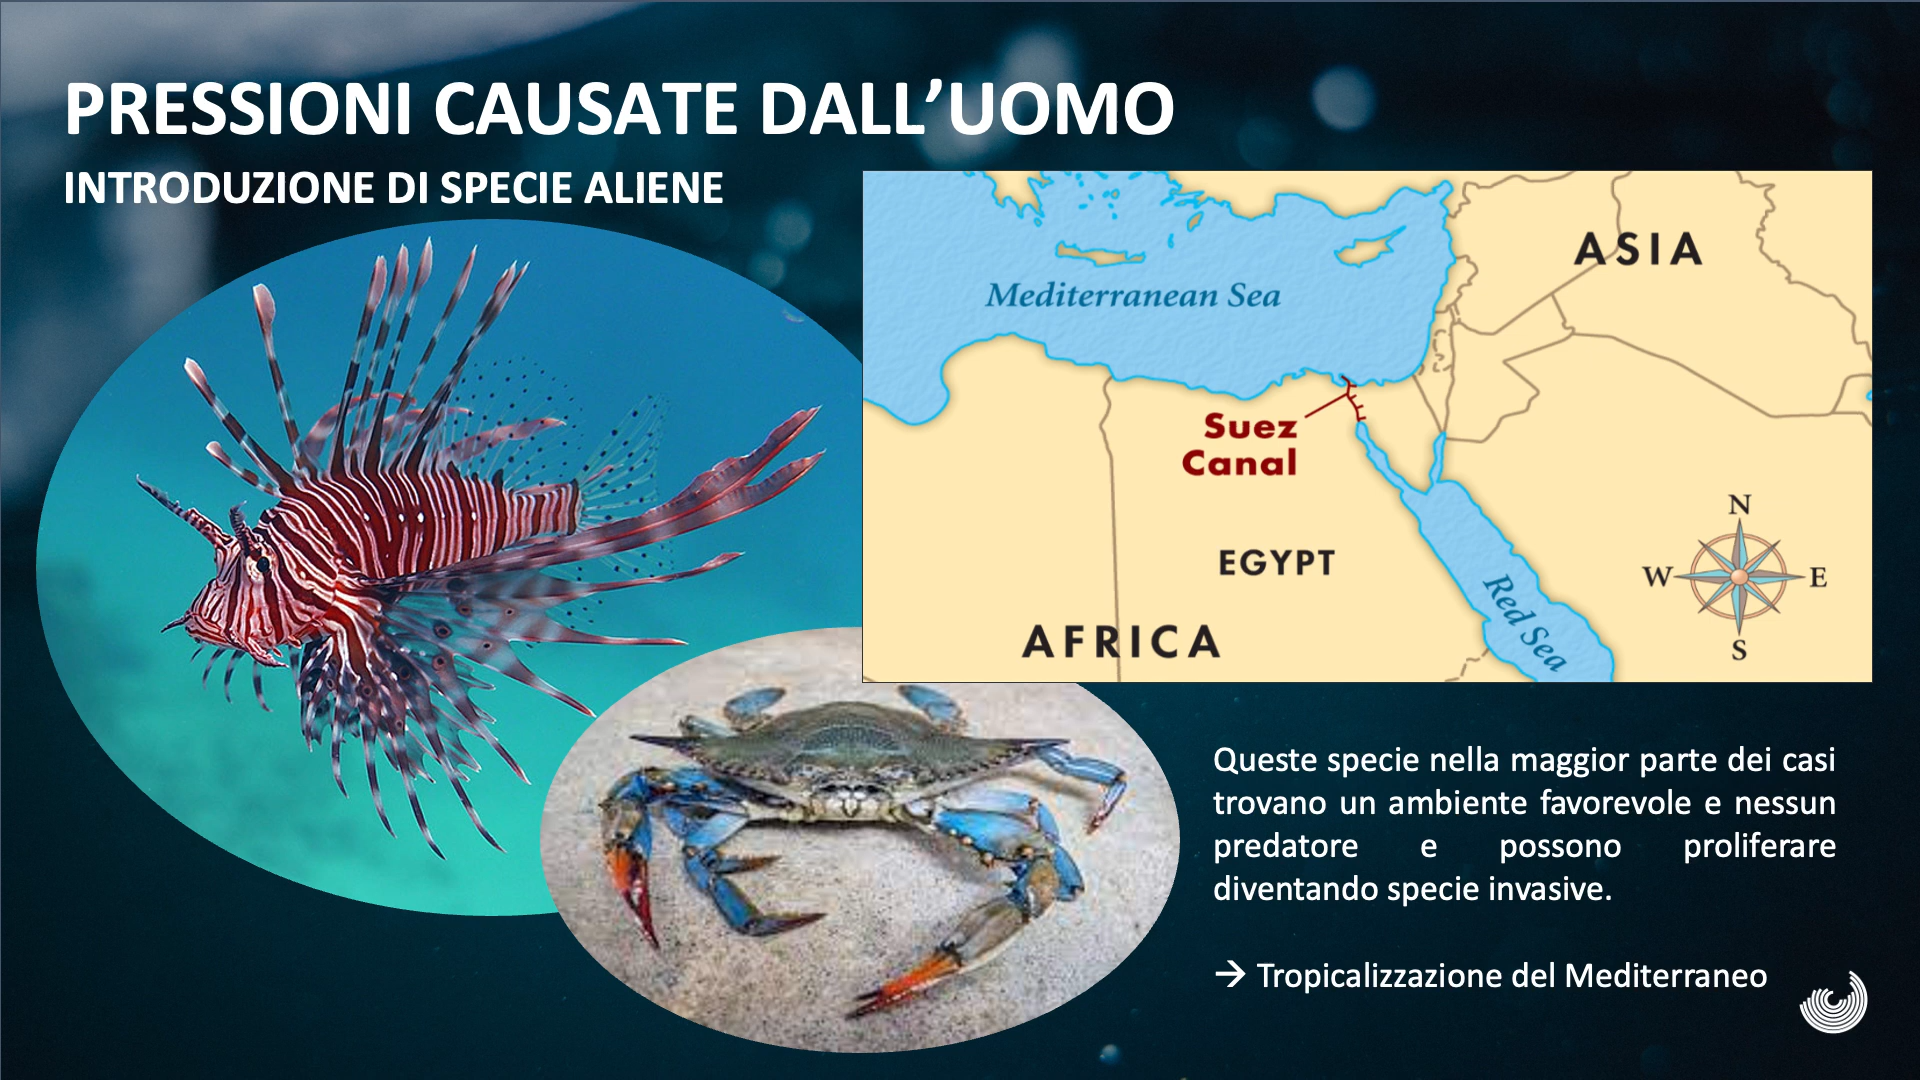 PRESSIONI CAUSATE DALL’UOMO
INTRODUZIONE DI SPECIE ALIENE
ASIA
Mediterranean Sea
Suez
Canal
N
W
E
S
EGYPT
Red Sea
AFRICA
Queste specie nella maggior parte dei casi
trovano un ambiente favorevole e nessun
predatore e possono proliferare
diventando specie invasive.
→ Tropicalizzazione del Mediterraneo